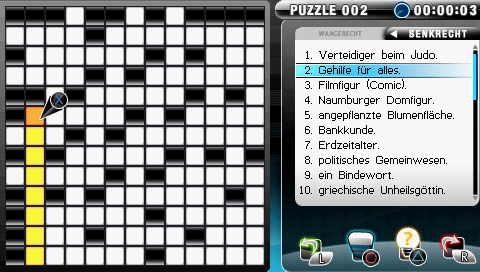 PUZZLE 002 00:00:03
WAAGERECHT SENKRECHT
1. Verteidiger beim Judo.
2. Gehilfe für alles.
3. Filmfigur (Comic).
4. Naumburger Domfigur.
5. angepflanzte Blumenfläche.
6. Bankkunde.
7. Erdzeitalter.
8. politisches Gemeinwesen.
9. ein Bindewort.
10. griechische Unheilsgöttin.
L R